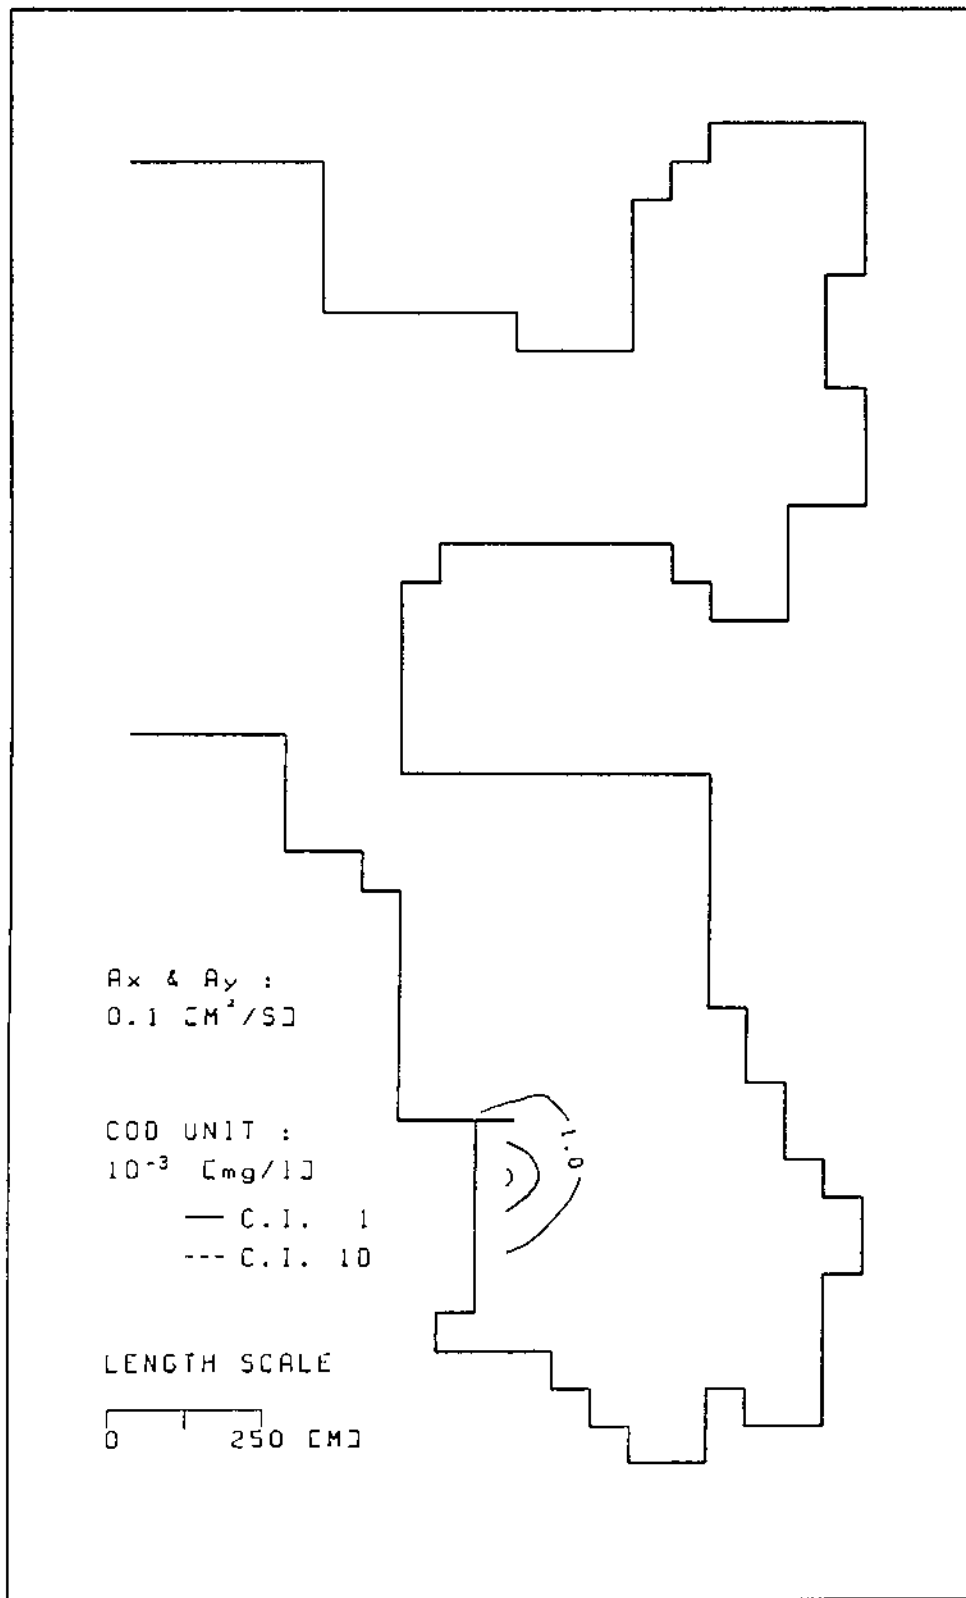 Ax & Ay :
0.1 [M²/S]
COD UNIT :
10⁻³ [mg/l]
— C.I. 1
--- C.I. 10
1.0
LENGTH SCALE
0 250 [M]